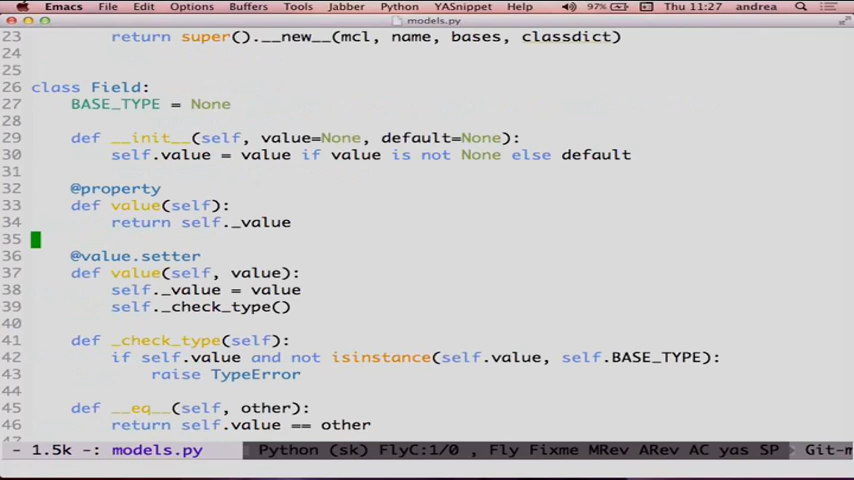 Emacs File Edit Options Buffers Tools Jabber Python YASnippet Help 97% Thu 11:27 andrea
models.py
23 return super().__new__(mcl, name, bases, classdict)
24
25
26 class Field:
27 BASE_TYPE = None
28
29 def __init__(self, value=None, default=None):
30 self.value = value if value is not None else default
31
32 @property
33 def value(self):
34 return self._value
35
36 @value.setter
37 def value(self, value):
38 self._value = value
39 self._check_type()
40
41 def _check_type(self):
42 if self.value and not isinstance(self.value, self.BASE_TYPE):
43 raise TypeError
44
45 def __eq__(self, other):
46 return self.value == other
- 1.5k -: models.py Python (sk) FlyC:1/0 , Fly Fixme MRev ARev AC yas SP Git-m